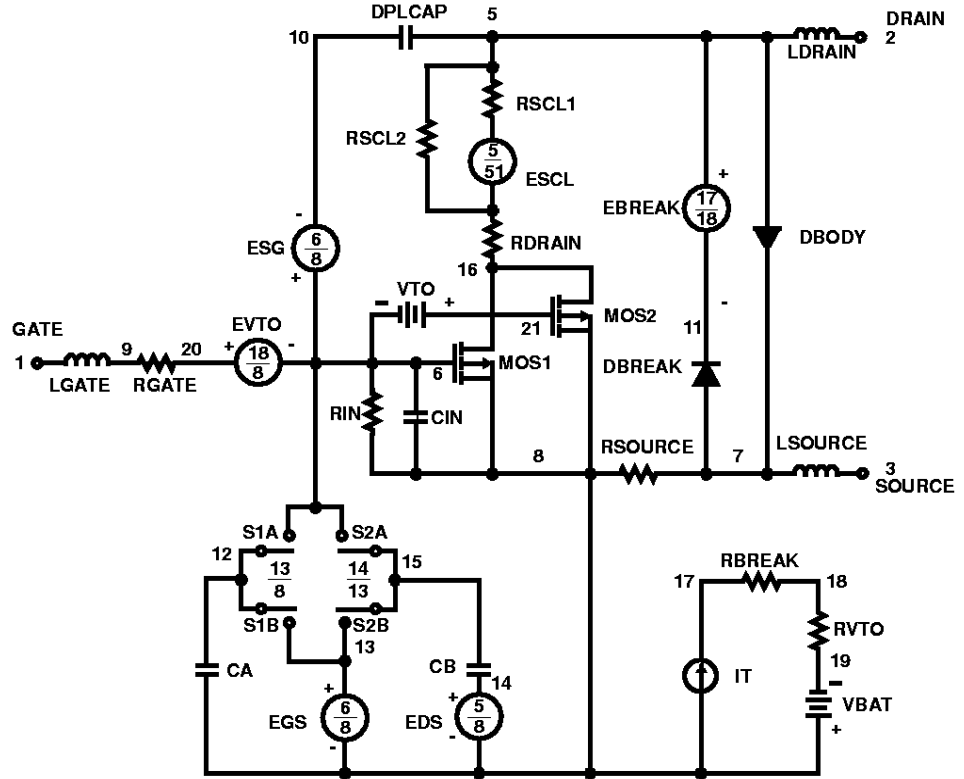 DPLCAP 5 DRAIN
10 2
LDRAIN
RSCL1
RSCL2
5
51
ESCL
+
17
18
EBREAK
-
6
8
ESG
+
RDRAIN
DBODY
16
VTO
- +
21
MOS2
11
-
GATE
1
LGATE
9
RGATE
20
EVTO
+ 18
8
-
6
MOS1
DBREAK
RIN
CIN
8
RSOURCE
7
LSOURCE
3
SOURCE
S1A S2A
12
13
8
14
13
15
S1B S2B
13
RBREAK
17 18
RVTO
19
CA
CB
14
IT
-
VBAT
+
+
EGS
6
8
-
+
EDS
5
8
-